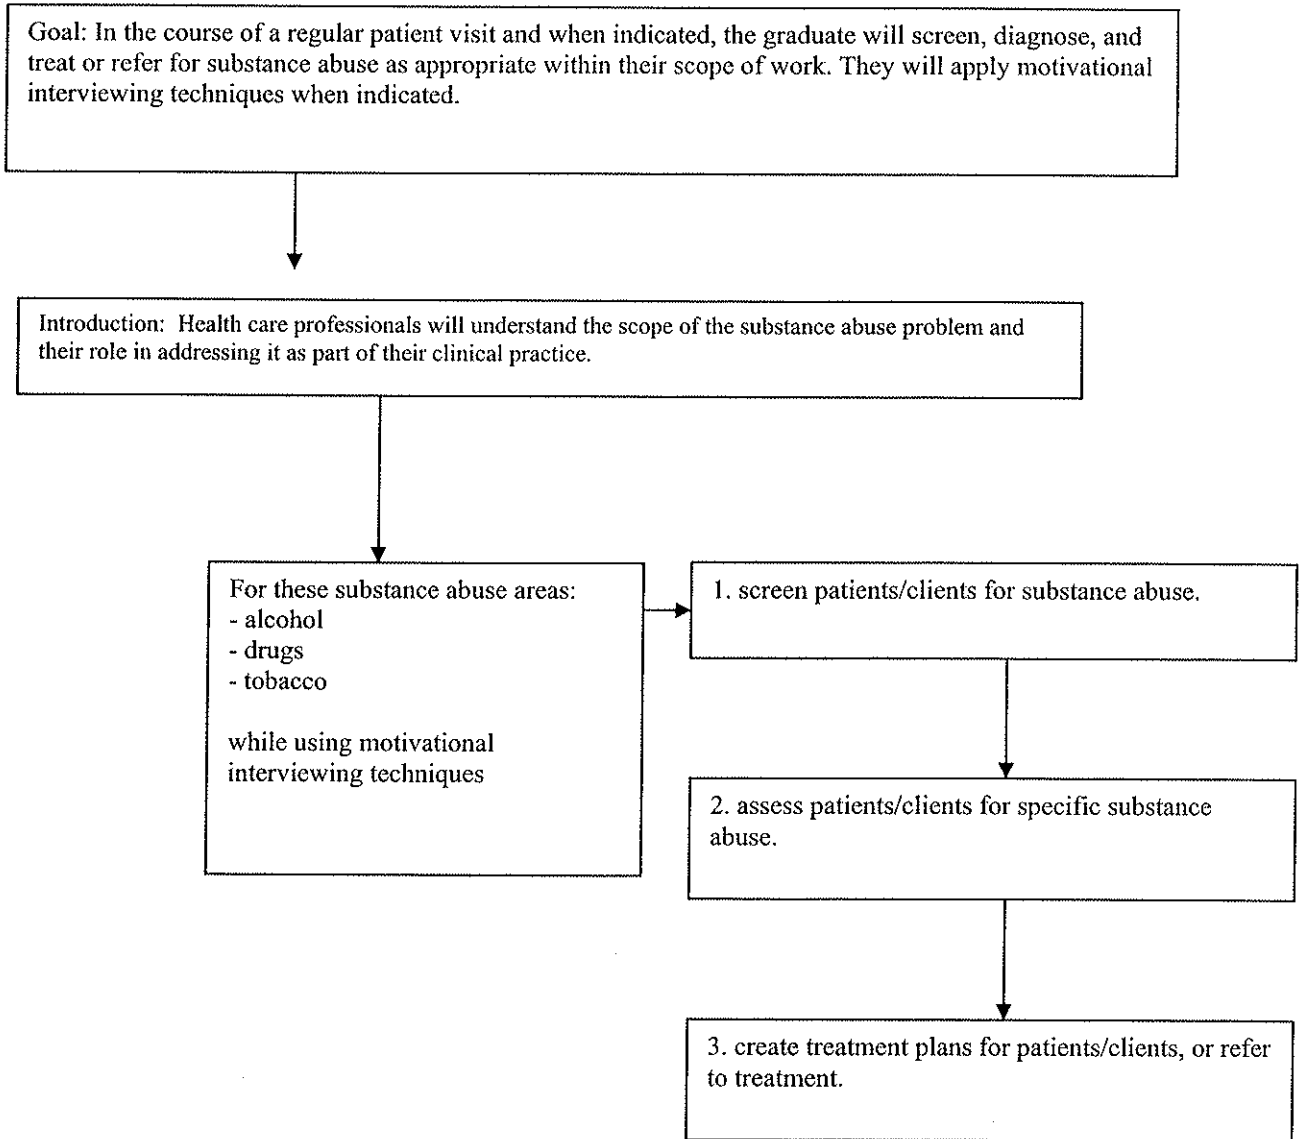 Goal: In the course of a regular patient visit and when indicated, the graduate will screen, diagnose, and
treat or refer for substance abuse as appropriate within their scope of work. They will apply motivational
interviewing techniques when indicated.
Introduction: Health care professionals will understand the scope of the substance abuse problem and
their role in addressing it as part of their clinical practice.
For these substance abuse areas:
- alcohol
- drugs
- tobacco
while using motivational
interviewing techniques
1. screen patients/clients for substance abuse.
2. assess patients/clients for specific substance
abuse.
3. create treatment plans for patients/clients, or refer
to treatment.